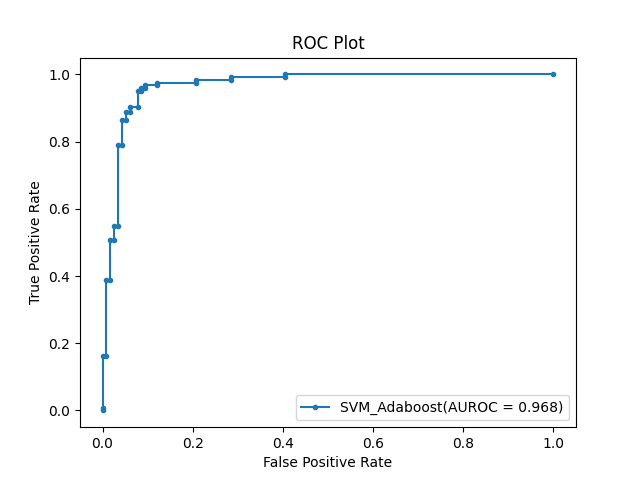 ROC Plot
True Positive Rate
1.0
0.8
0.6
0.4
0.2
0.0
SVM_Adaboost(AUROC = 0.968)
0.0 0.2 0.4 0.6 0.8 1.0
False Positive Rate